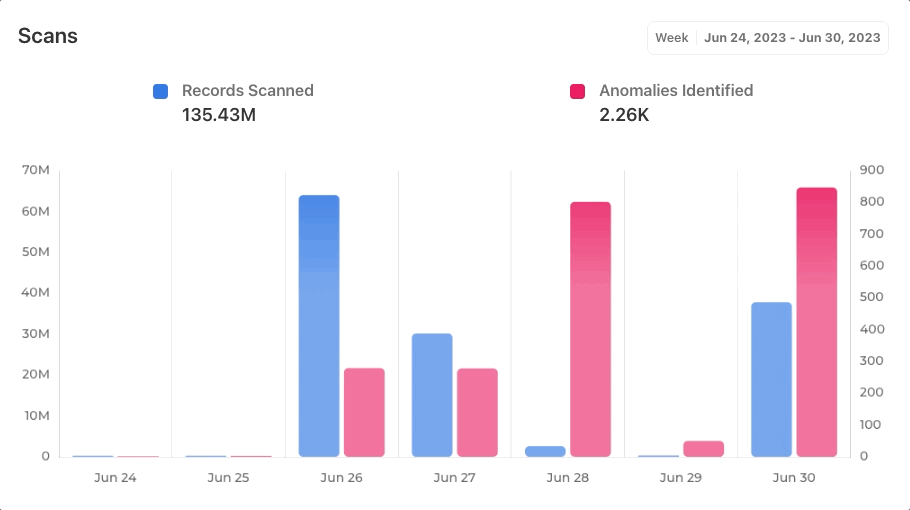 Scans
Week Jun 24, 2023 - Jun 30, 2023
Records Scanned
135.43M
Anomalies Identified
2.26K
70M
60M
50M
40M
30M
20M
10M
0
900
800
700
600
500
400
300
200
100
0
Jun 24 Jun 25 Jun 26 Jun 27 Jun 28 Jun 29 Jun 30